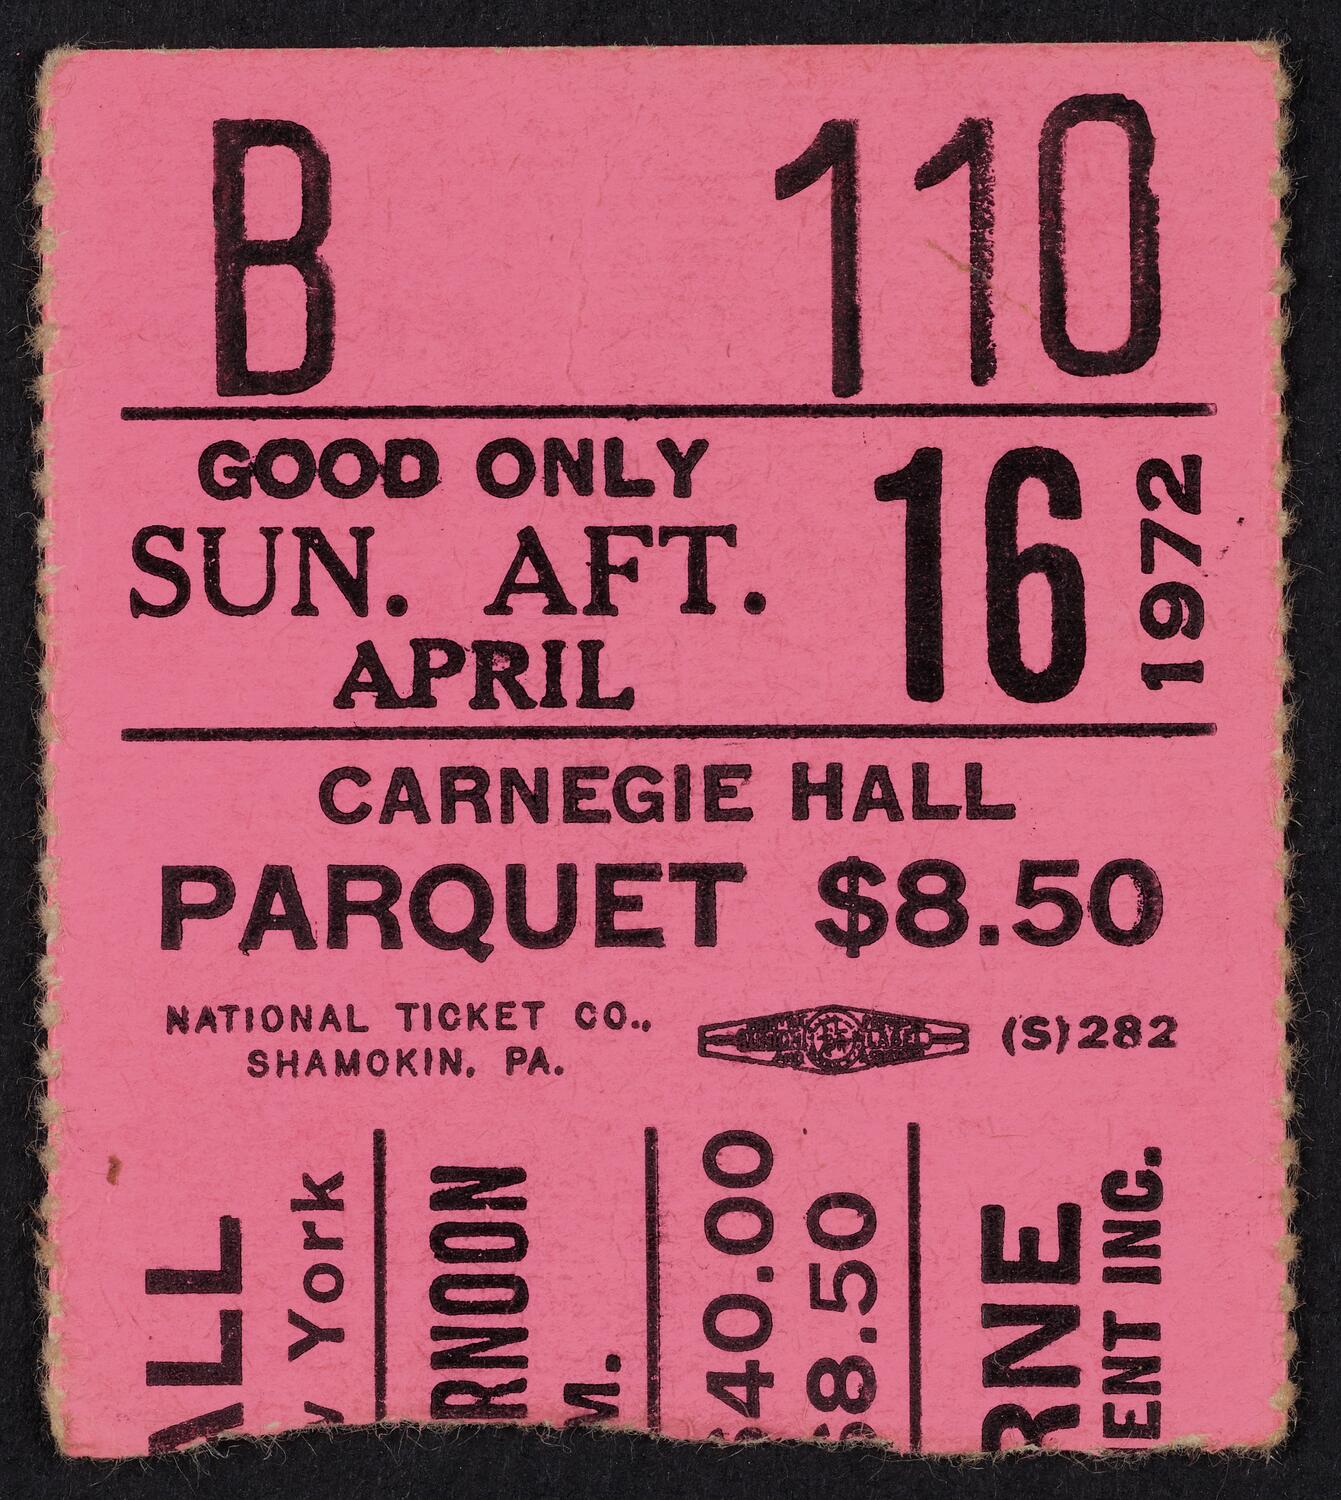 B 110
GOOD ONLY
SUN. AFT.
APRIL
16
1972
CARNEGIE HALL
PARQUET $8.50
NATIONAL TICKET CO.,
SHAMOKIN, PA.
LABEL
(S)282
ALL
York
RNOON
M.
40.00
8.50
RNE
ENT INC.